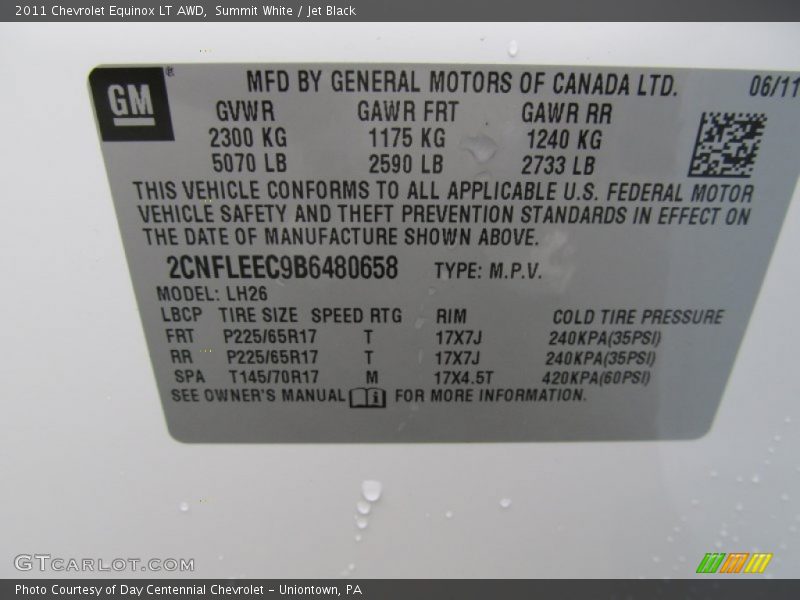 2011 Chevrolet Equinox LT AWD, Summit White / Jet Black
GM®
MFD BY GENERAL MOTORS OF CANADA LTD. 06/11
GVWR GAWR FRT GAWR RR
2300 KG 1175 KG 1240 KG
5070 LB 2590 LB 2733 LB
THIS VEHICLE CONFORMS TO ALL APPLICABLE U.S. FEDERAL MOTOR
VEHICLE SAFETY AND THEFT PREVENTION STANDARDS IN EFFECT ON
THE DATE OF MANUFACTURE SHOWN ABOVE.
2CNFLEEC9B6480658 TYPE: M.P.V.
MODEL: LH26
LBCP TIRE SIZE SPEED RTG RIM COLD TIRE PRESSURE
FRT P225/65R17 T 17X7J 240KPA(35PSI)
RR P225/65R17 T 17X7J 240KPA(35PSI)
SPA T145/70R17 M 17X4.5T 420KPA(60PSI)
SEE OWNER'S MANUAL i FOR MORE INFORMATION.
GTCARLOT.COM
Photo Courtesy of Day Centennial Chevrolet - Uniontown, PA